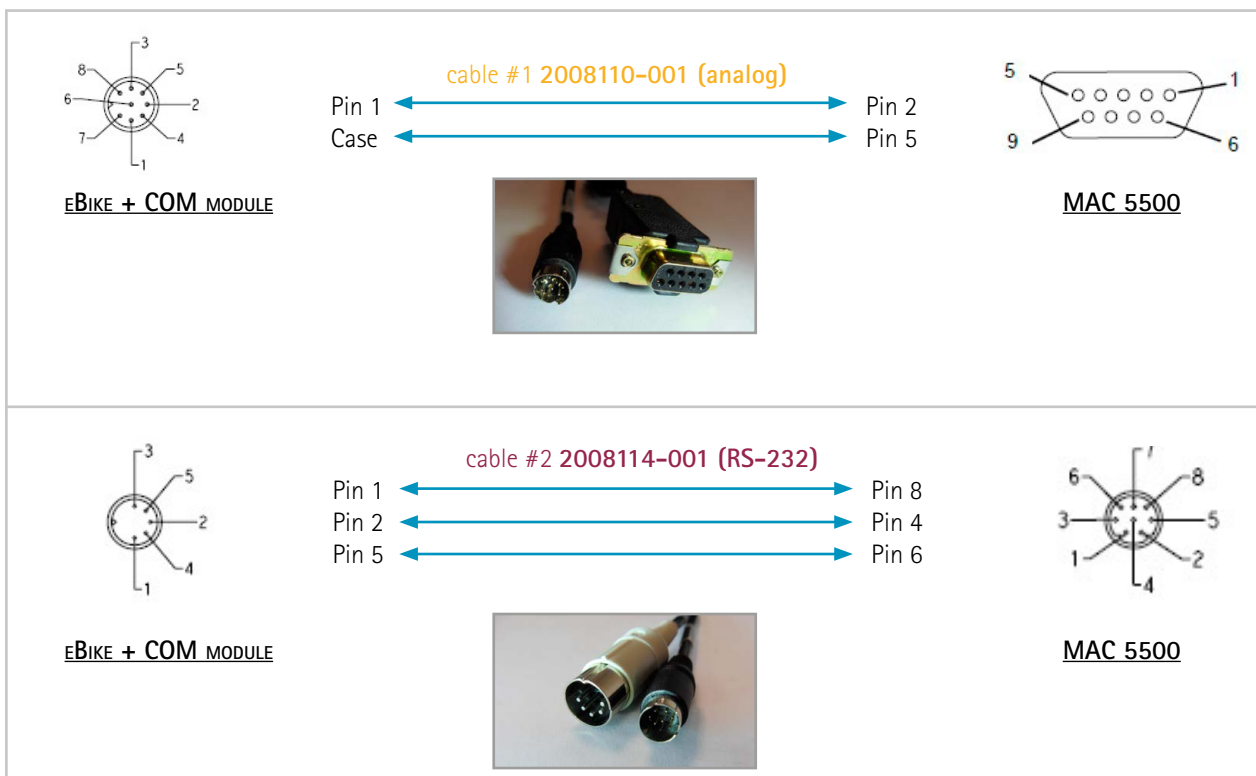 cable #1 2008110-001 (analog)
3
8
5
6
2
7
4
1
Pin 1
Pin 2
Case
Pin 5
5
1
9
6
eBike + COM module
MAC 5500
cable #2 2008114-001 (RS-232)
3
5
2
4
1
Pin 1
Pin 8
Pin 2
Pin 4
Pin 5
Pin 6
7
6
8
3
5
1
2
4
eBike + COM module
MAC 5500